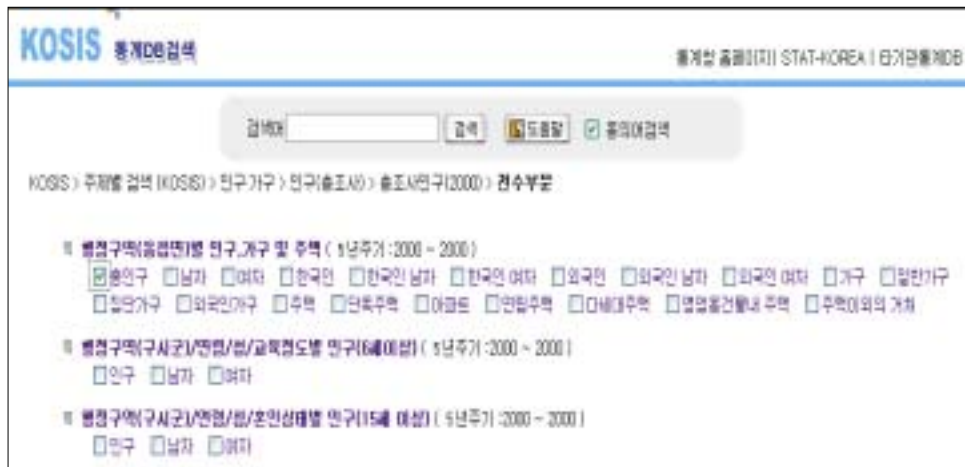 KOSIS 통계DB검색
통계청 홈페이지 | STAT-KOREA | 타기관통계DB
검색어 검색 도움말 동의어검색
KOSIS > 주제별 검색 (KOSIS) > 인구·가구 > 인구(총조사) > 총조사인구(2000) > 전수부문
행정구역(읍면동)별 인구,가구 및 주택 ( 5년주기 :2000 ~ 2000 )
총인구 남자 여자 한국인 한국인 남자 한국인 여자 외국인 외국인 남자 외국인 여자 가구 일반가구
집단가구 외국인가구 주택 단독주택 아파트 연립주택 다세대주택 영업용건물내 주택 주택이외의 거처
행정구역(구시군)/연령/성/교육정도별 인구(6세이상) ( 5년주기 :2000 ~ 2000 )
인구 남자 여자
행정구역(구시군)/연령/성/혼인상태별 인구(15세 이상) ( 5년주기 :2000 ~ 2000 )
인구 남자 여자